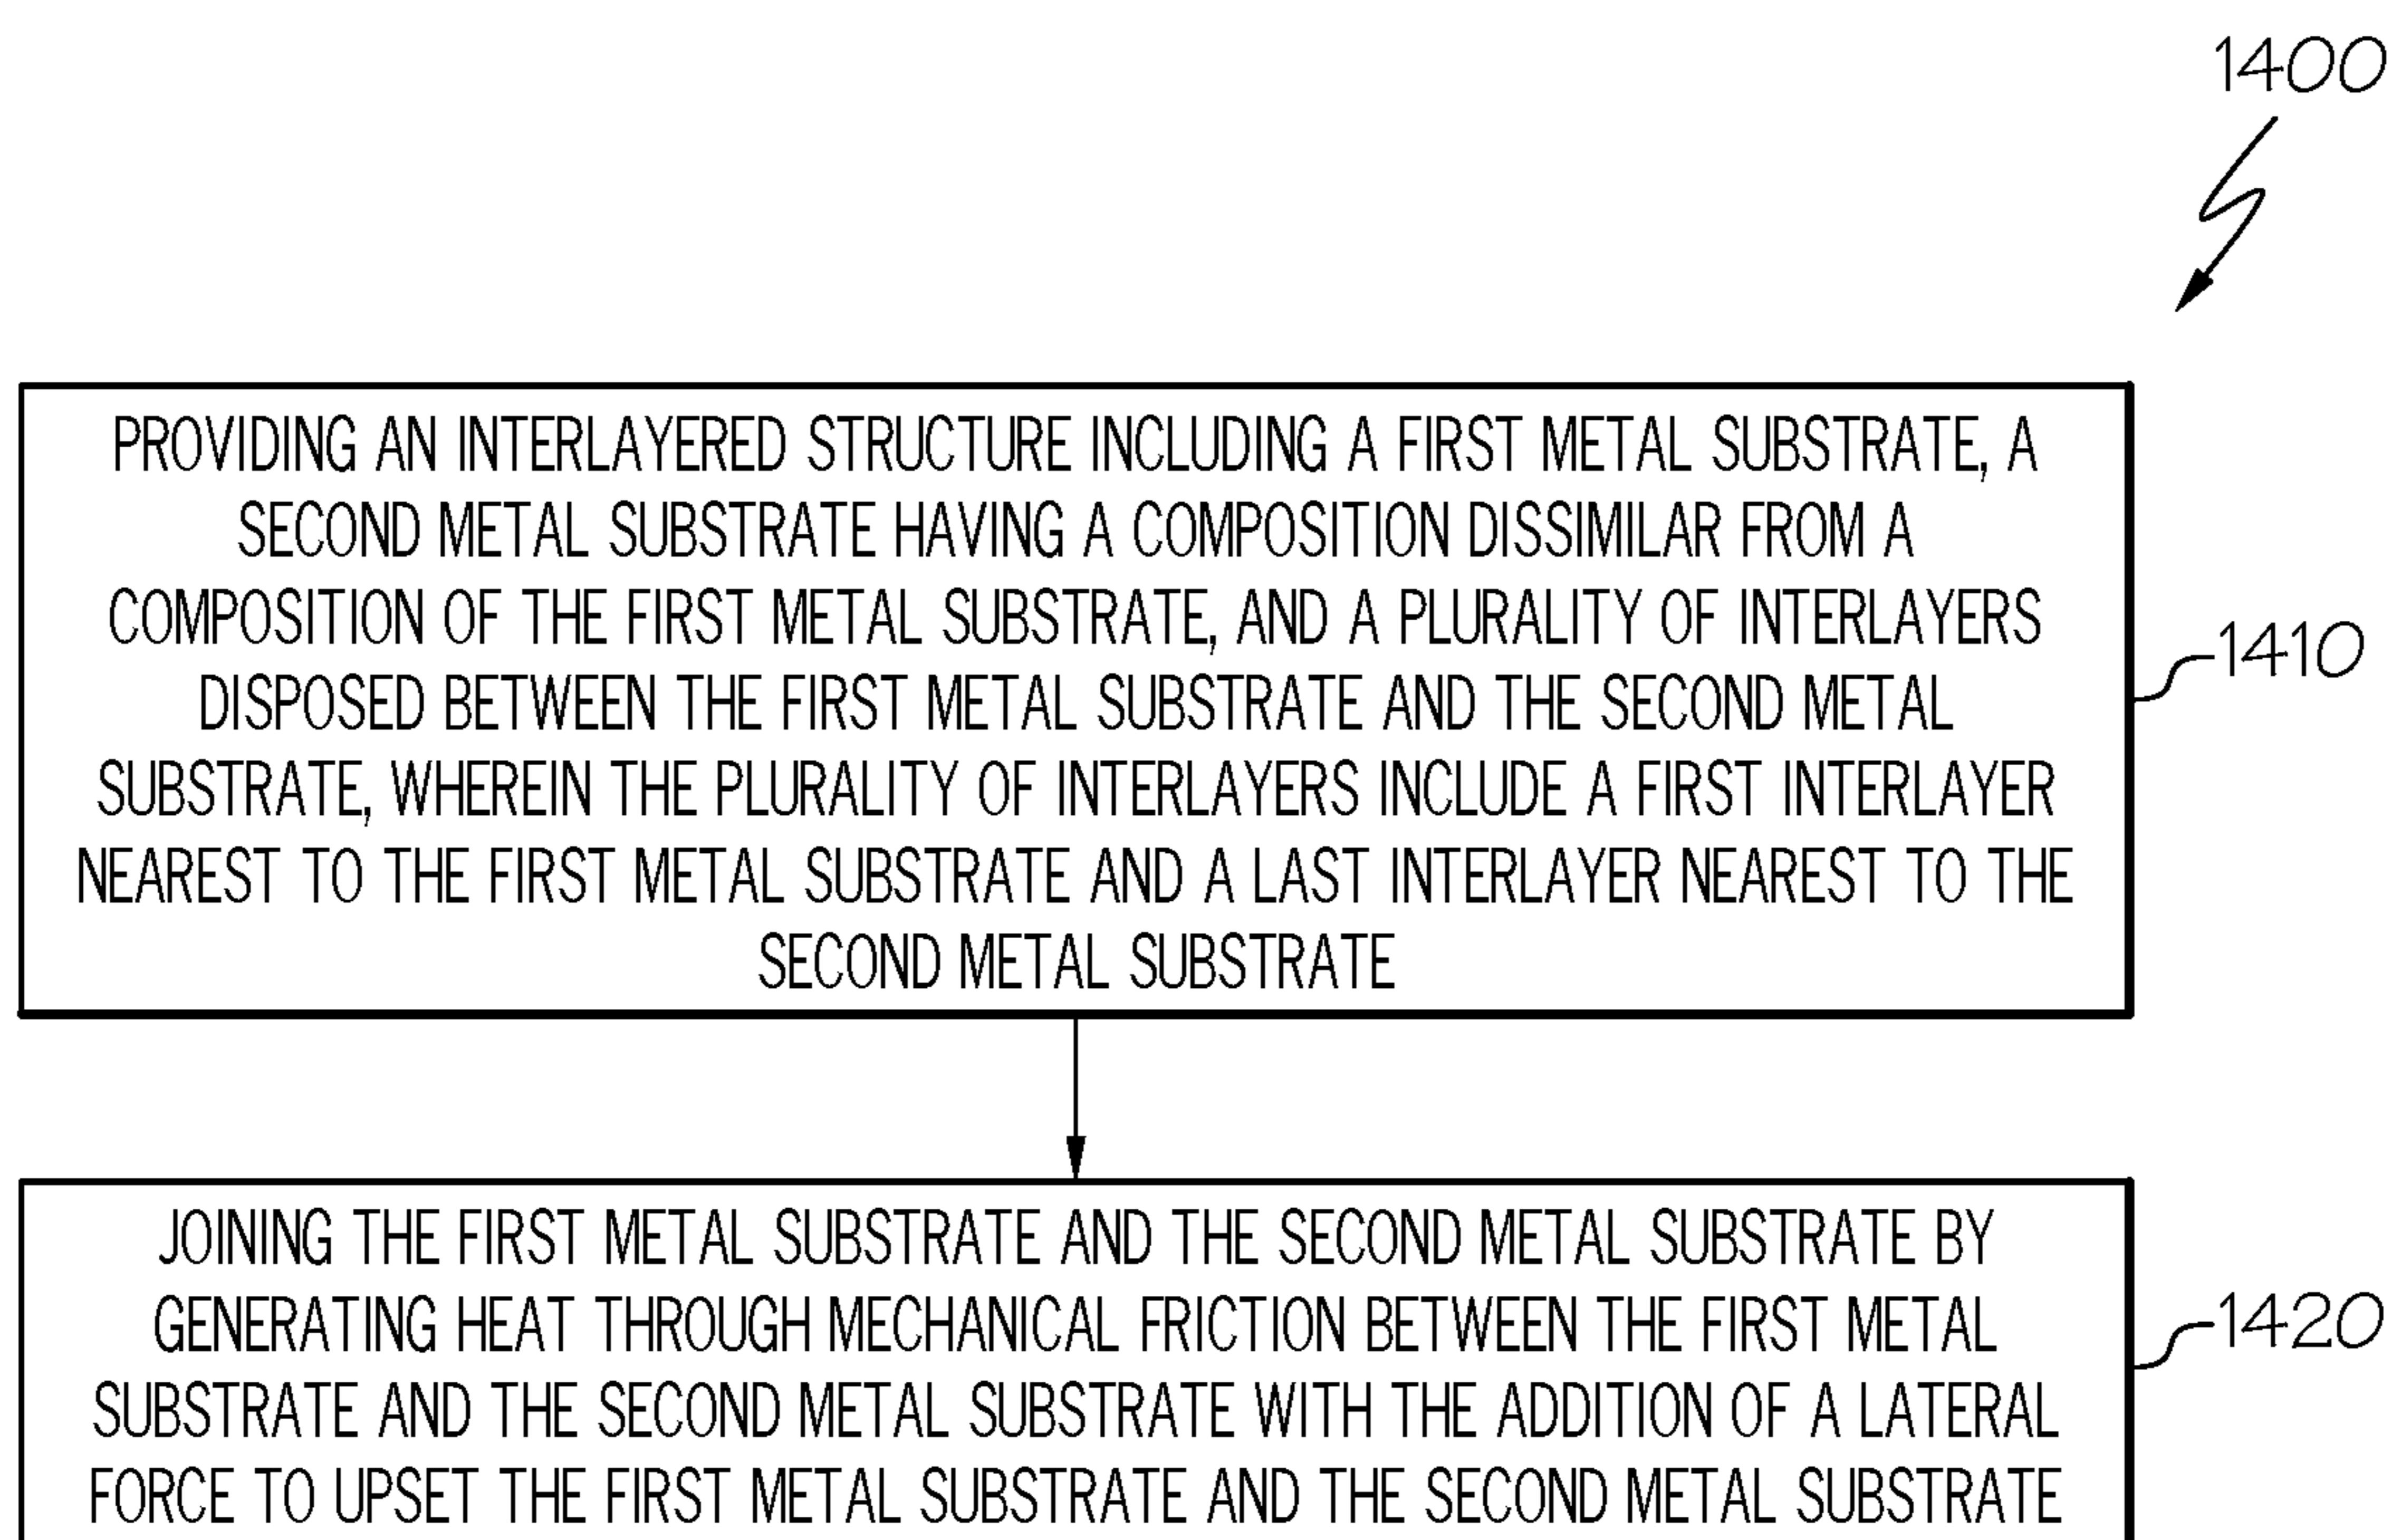 1400
PROVIDING AN INTERLAYERED STRUCTURE INCLUDING A FIRST METAL SUBSTRATE, A
SECOND METAL SUBSTRATE HAVING A COMPOSITION DISSIMILAR FROM A
COMPOSITION OF THE FIRST METAL SUBSTRATE, AND A PLURALITY OF INTERLAYERS
DISPOSED BETWEEN THE FIRST METAL SUBSTRATE AND THE SECOND METAL
SUBSTRATE, WHEREIN THE PLURALITY OF INTERLAYERS INCLUDE A FIRST INTERLAYER
NEAREST TO THE FIRST METAL SUBSTRATE AND A LAST INTERLAYER NEAREST TO THE
SECOND METAL SUBSTRATE
1410
JOINING THE FIRST METAL SUBSTRATE AND THE SECOND METAL SUBSTRATE BY
GENERATING HEAT THROUGH MECHANICAL FRICTION BETWEEN THE FIRST METAL
SUBSTRATE AND THE SECOND METAL SUBSTRATE WITH THE ADDITION OF A LATERAL
FORCE TO UPSET THE FIRST METAL SUBSTRATE AND THE SECOND METAL SUBSTRATE
1420